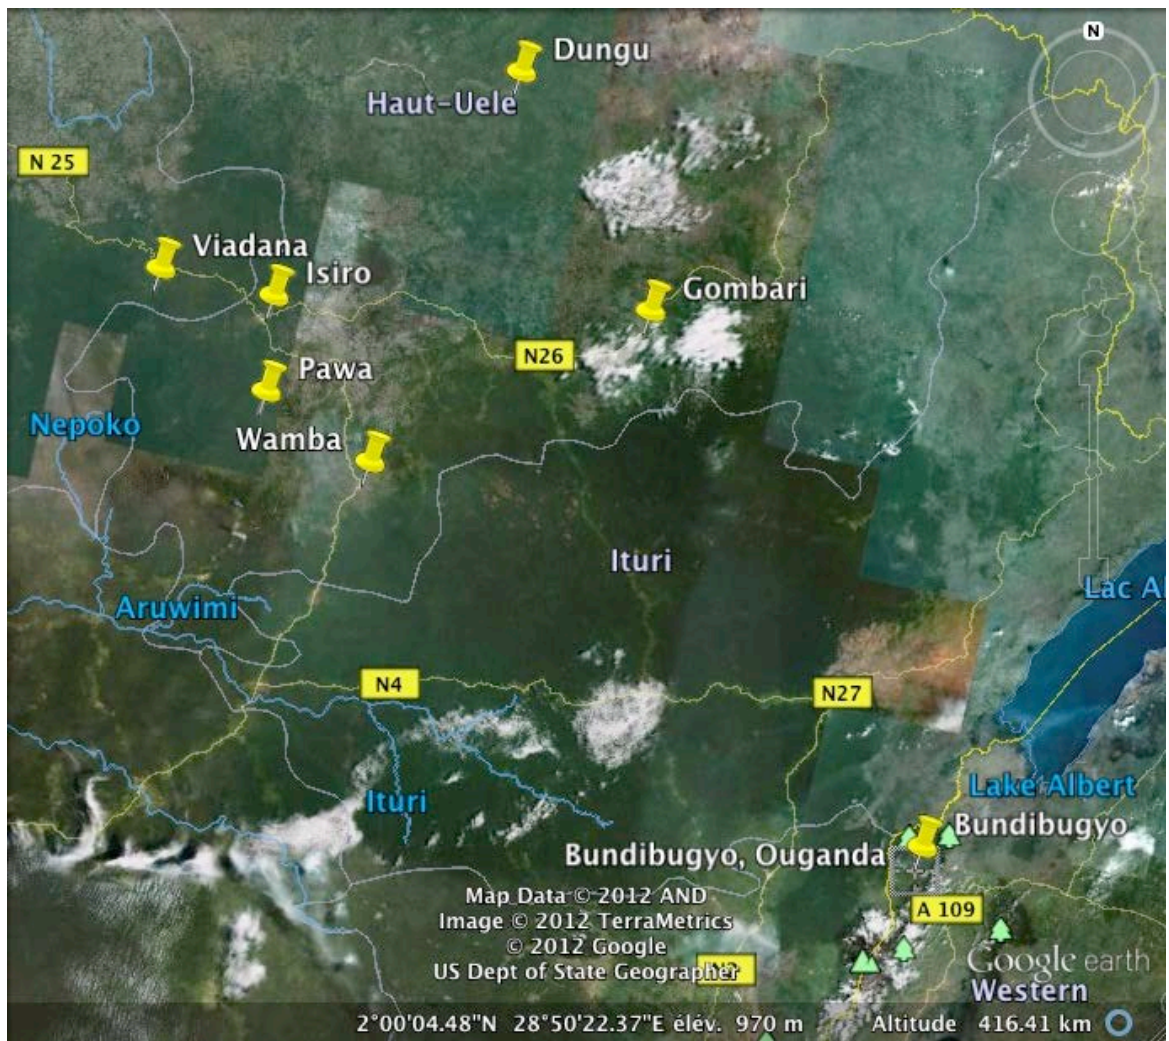 N
Dungu
Haut-Uele
N 25
Viadana
Isiro
Gombari
N26
Pawa
Nepoko
Wamba
Ituri
Lac Al
Aruwimi
N4
N27
Lake Albert
Ituri
Bundibugyo
Bundibugyo, Ouganda
Map Data © 2012 AND
Image © 2012 TerraMetrics
© 2012 Google
US Dept of State Geographer
A 109
Google earth
Western
2°00'04.48"N 28°50'22.37"E élév. 970 m Altitude 416.41 km